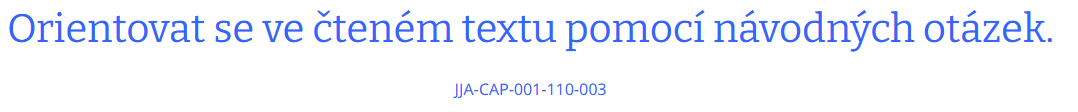 Orientovat se ve čteném textu pomocí návodných otázek.
JJA-CAP-001-110-003